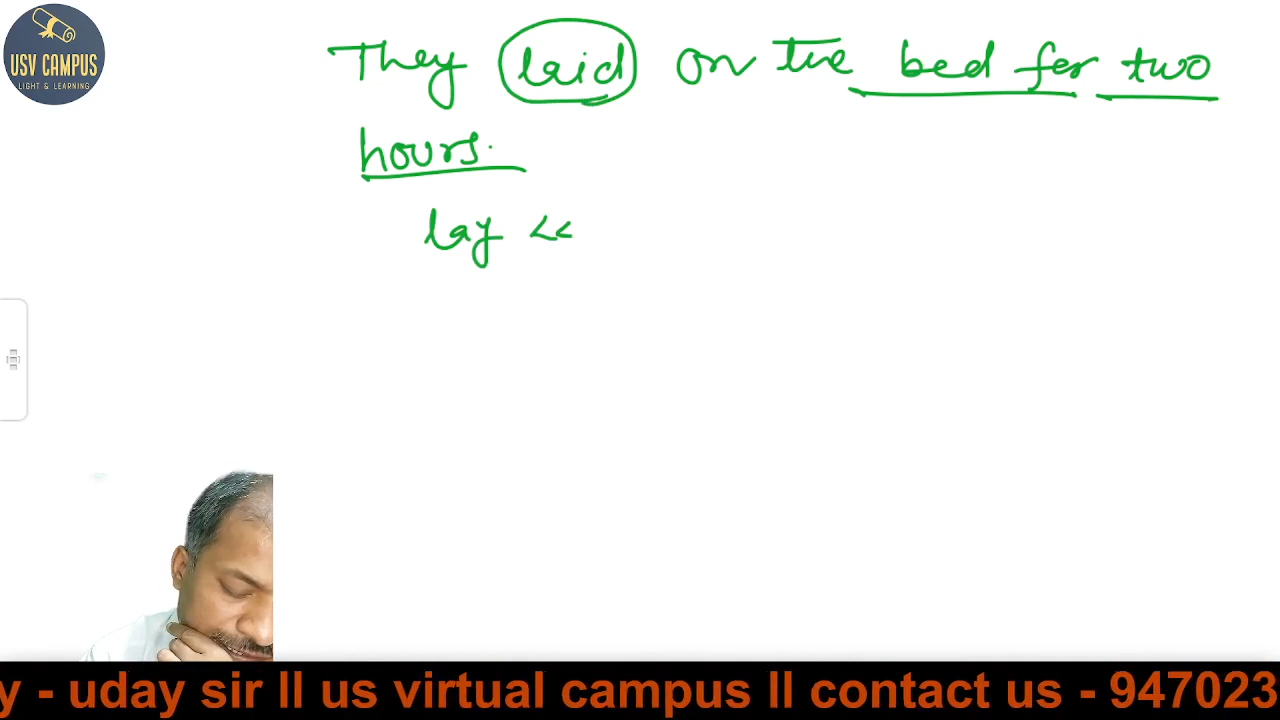 USV CAMPUS
LIGHT & LEARNING
They laid on the bed for two
hours.
lay <<
y - uday sir ll us virtual campus ll contact us - 947023